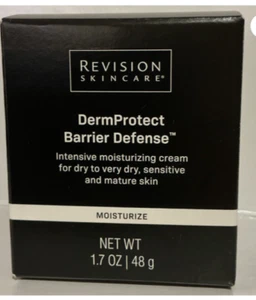 REVISION
SKINCARE®
DermProtect
Barrier Defense™
Intensive moisturizing cream
for dry to very dry, sensitive
and mature skin
MOISTURIZE
NET WT
1.7 OZ | 48 g